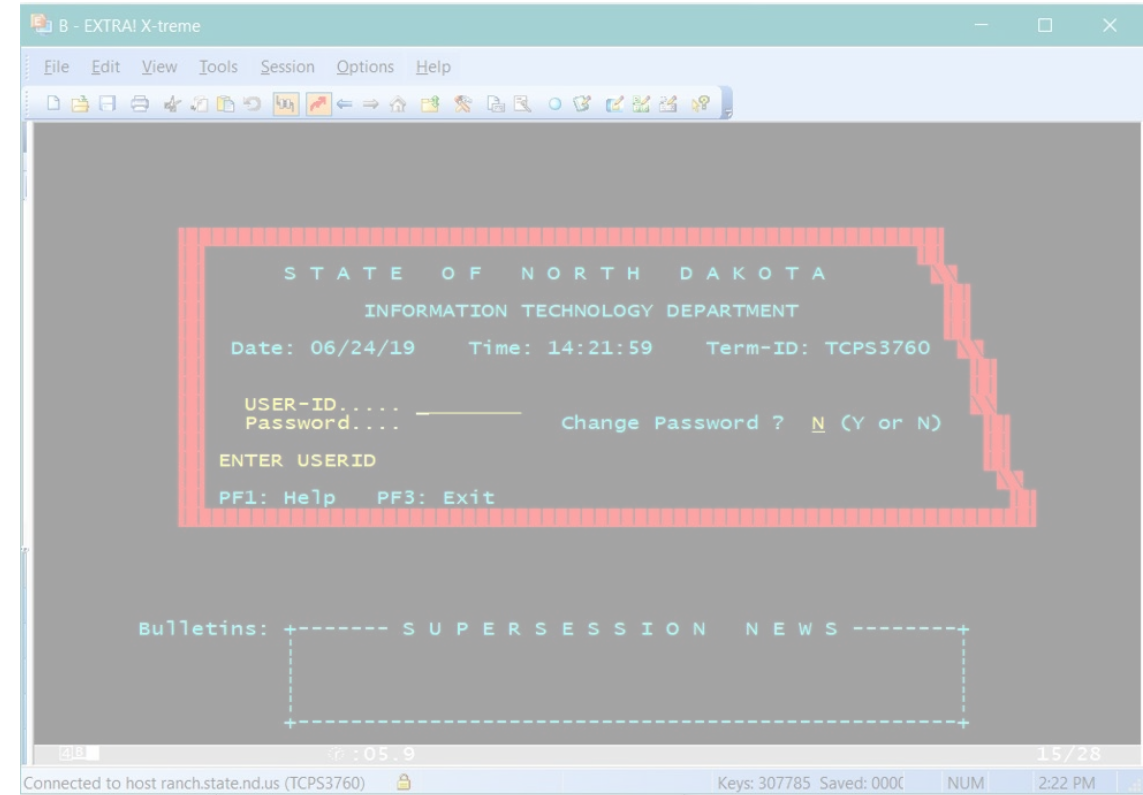 B - EXTRA! X-treme
File Edit View Tools Session Options Help
S T A T E O F N O R T H D A K O T A
INFORMATION TECHNOLOGY DEPARTMENT
Date: 06/24/19 Time: 14:21:59 Term-ID: TCPS3760
USER-ID..... _
Password.... Change Password ? N (Y or N)
ENTER USERID
PF1: Help PF3: Exit
Bulletins: +------- S U P E R S E S S I O N N E W S --------+
+--------------------------------------------------+
4B :05.9 15/28
Connected to host ranch.state.nd.us (TCPS3760) Keys: 307785 Saved: 0000 NUM 2:22 PM